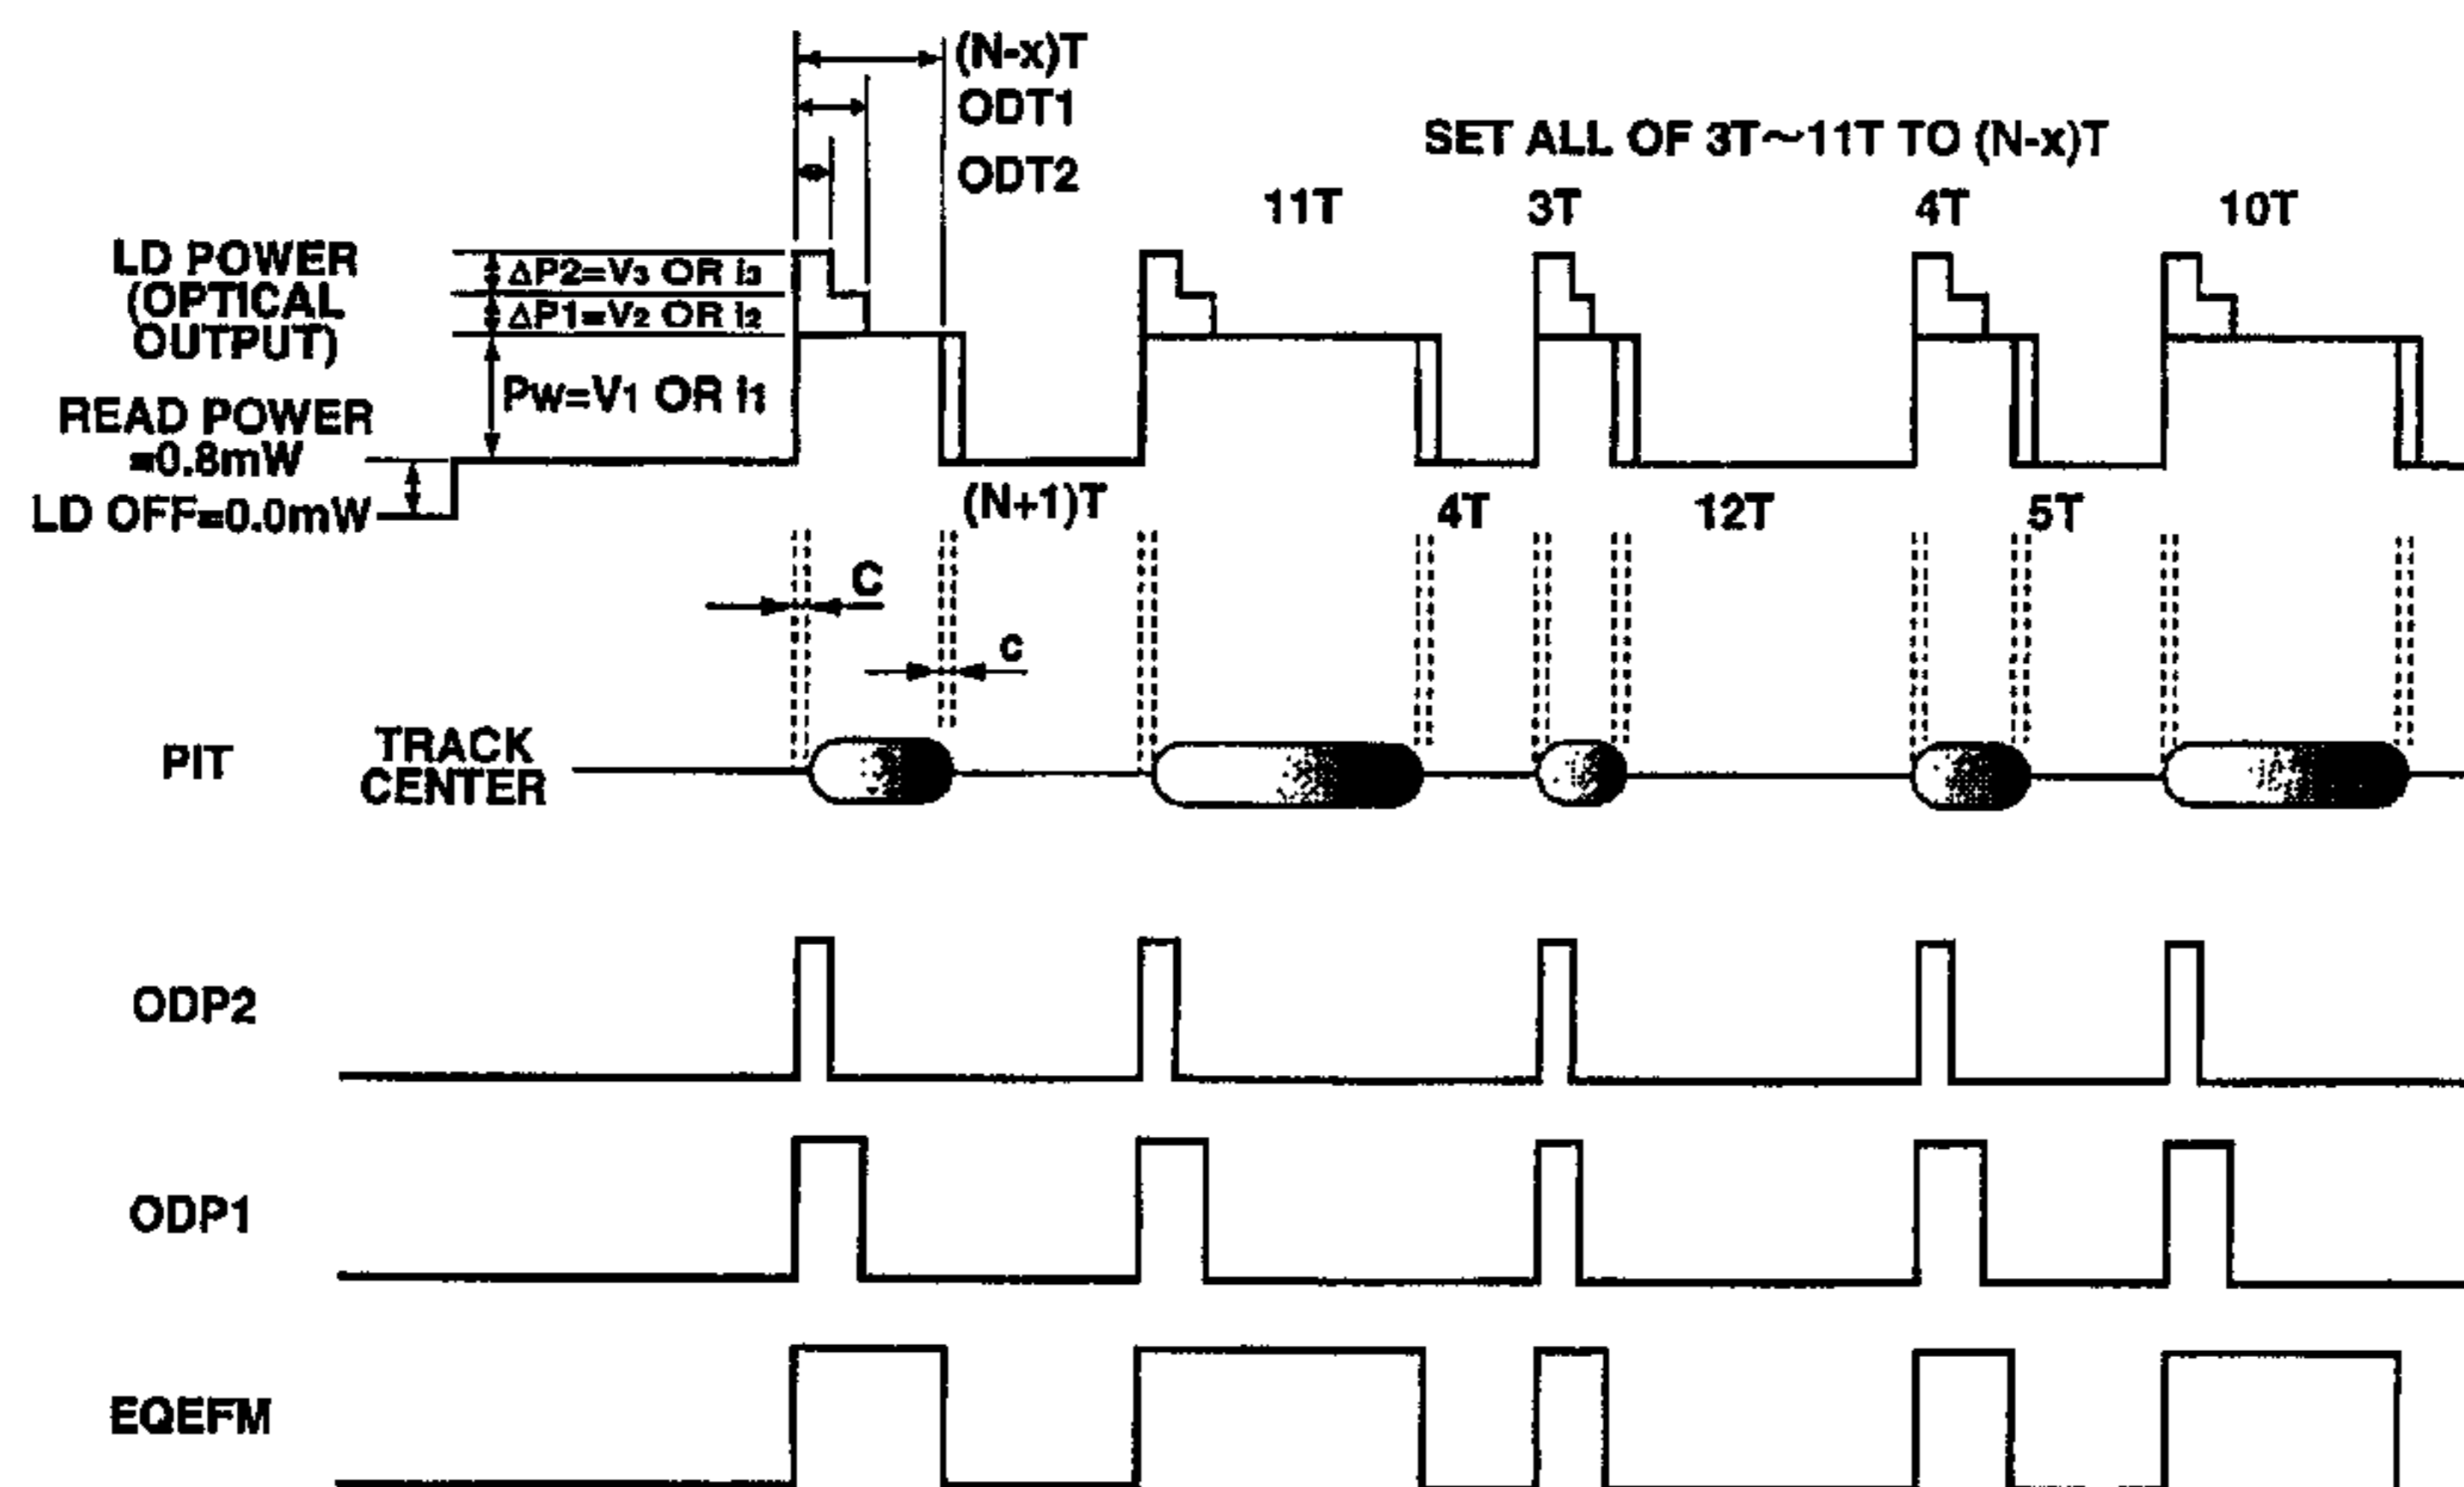 (N-x)T
ODT1
ODT2
SET ALL OF 3T~11T TO (N-x)T
11T 3T 4T 10T
LD POWER
(OPTICAL
OUTPUT)
ΔP2=V3 OR i3
ΔP1=V2 OR i2
PW=V1 OR i1
READ POWER
=0.8mW
LD OFF=0.0mW
(N+1)T 4T 12T 5T
C
c
PIT
TRACK
CENTER
ODP2
ODP1
EQEFM